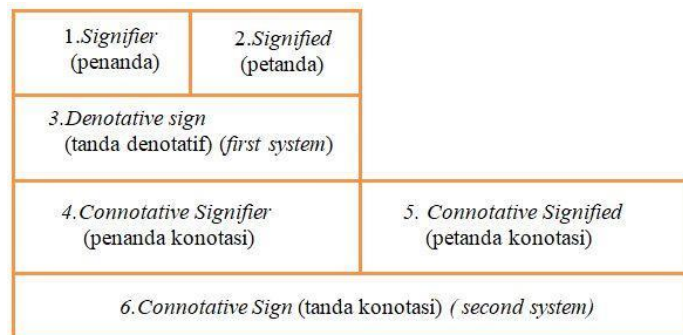 1.Signifier
(penanda)
2.Signified
(petanda)
3.Denotative sign
(tanda denotatif) (first system)
4.Connotative Signifier
(penanda konotasi)
5. Connotative Signified
(petanda konotasi)
6.Connotative Sign (tanda konotasi) ( second system)